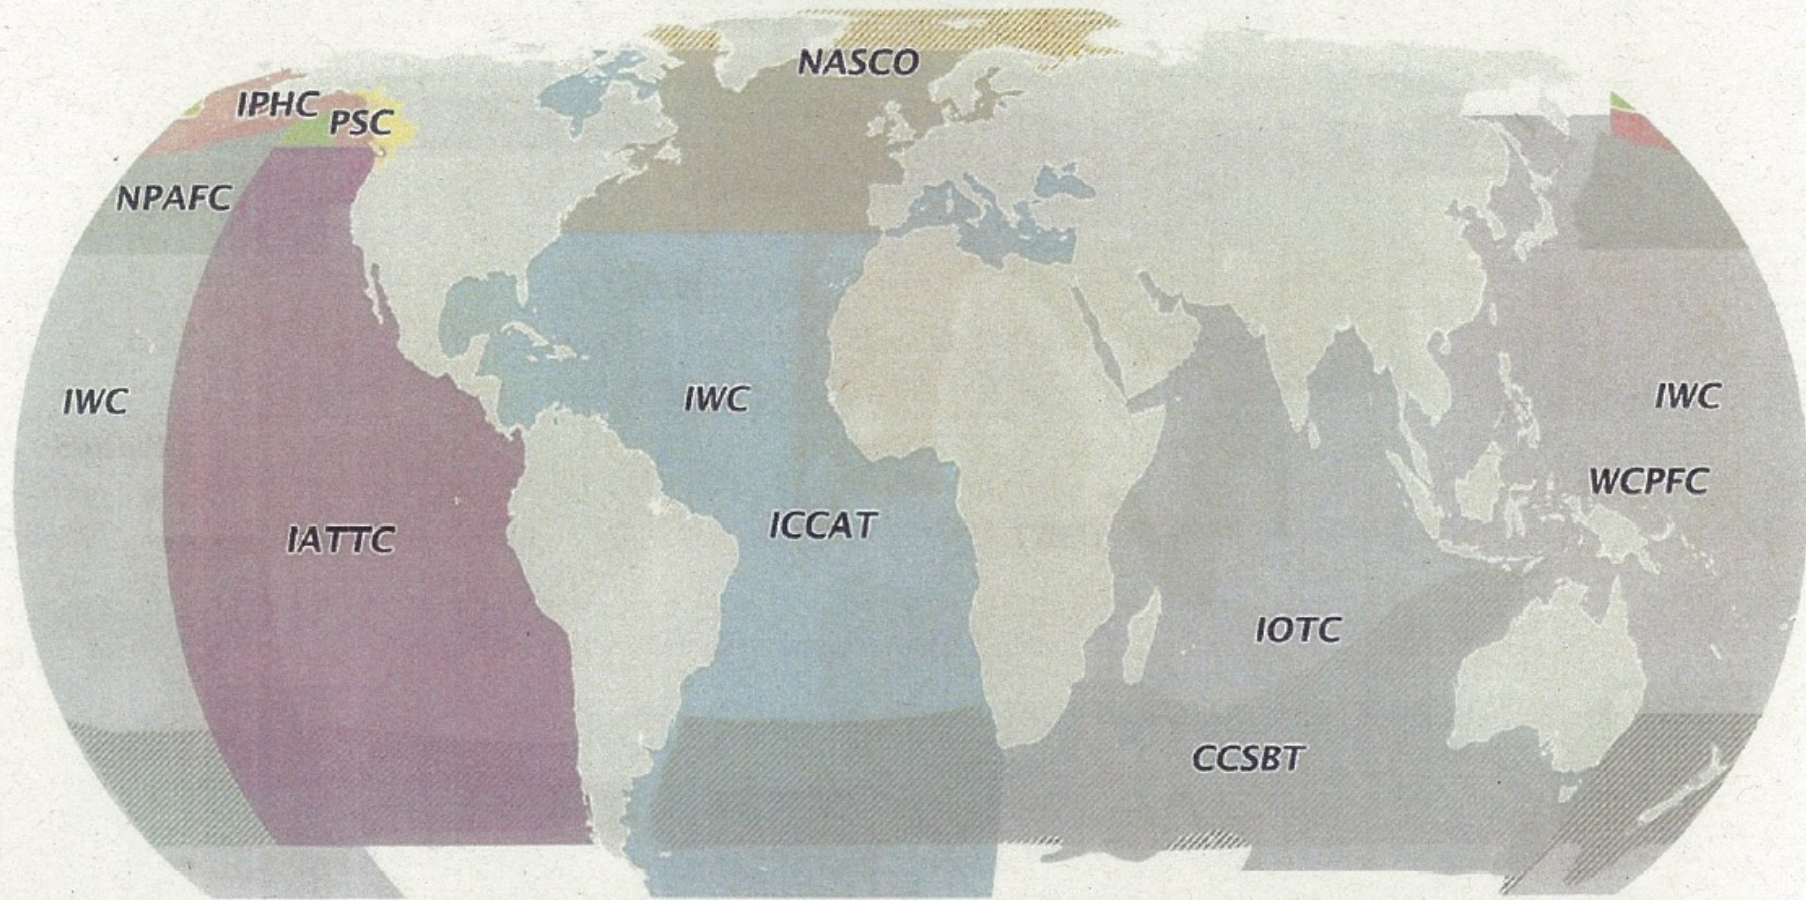 NASCO
IPHC
PSC
NPAFC
IWC
IWC
IWC
WCPFC
ICCAT
IATTC
IOTC
CCSBT